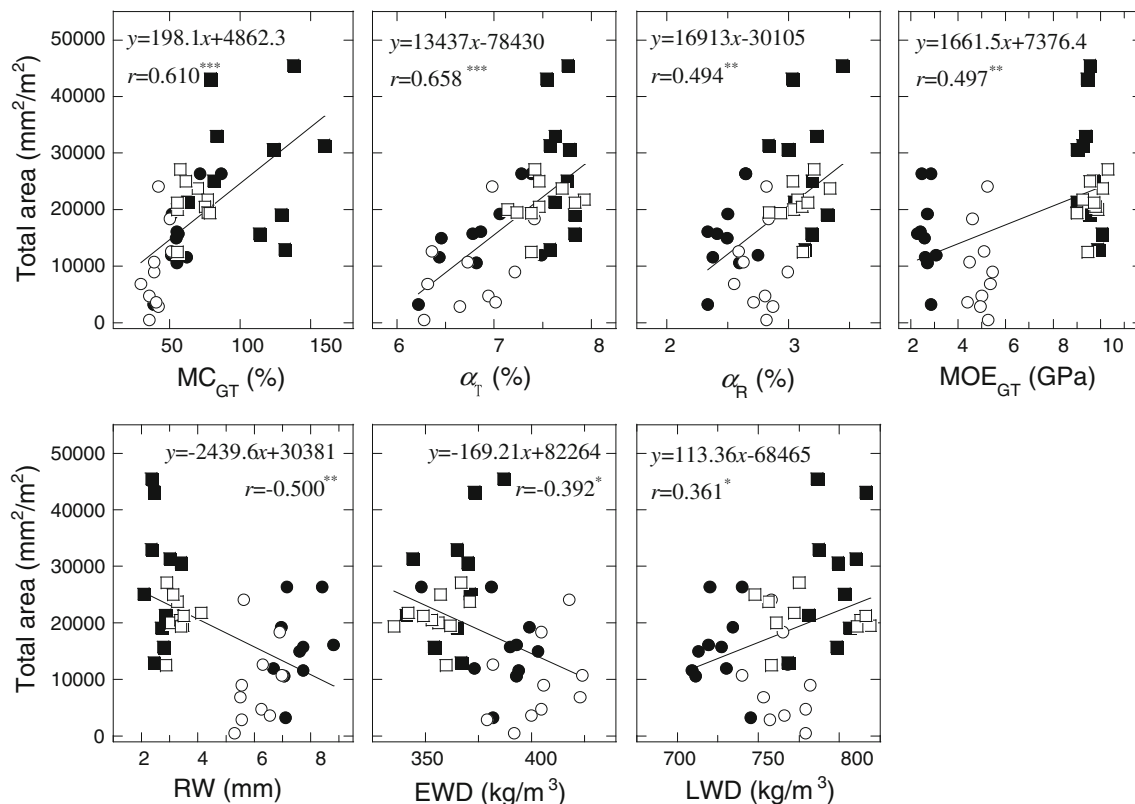 y=198.1x+4862.3
r=0.610***
y=13437x-78430
r=0.658 ***
y=16913x-30105
r=0.494 **
y=1661.5x+7376.4
r=0.497**
Total area (mm²/m²)
50000
40000
30000
20000
10000
0
50 100 150
6 7 8
2 3
2 4 6 8 10
MC_GT (%)
α_T (%)
α_R (%)
MOE_GT (GPa)
y=-2439.6x+30381
r=-0.500**
y=-169.21x+82264
r=-0.392*
y=113.36x-68465
r=0.361*
Total area (mm²/m²)
50000
40000
30000
20000
10000
0
2 4 6 8
350 400
700 750 800
RW (mm)
EWD (kg/m³)
LWD (kg/m³)